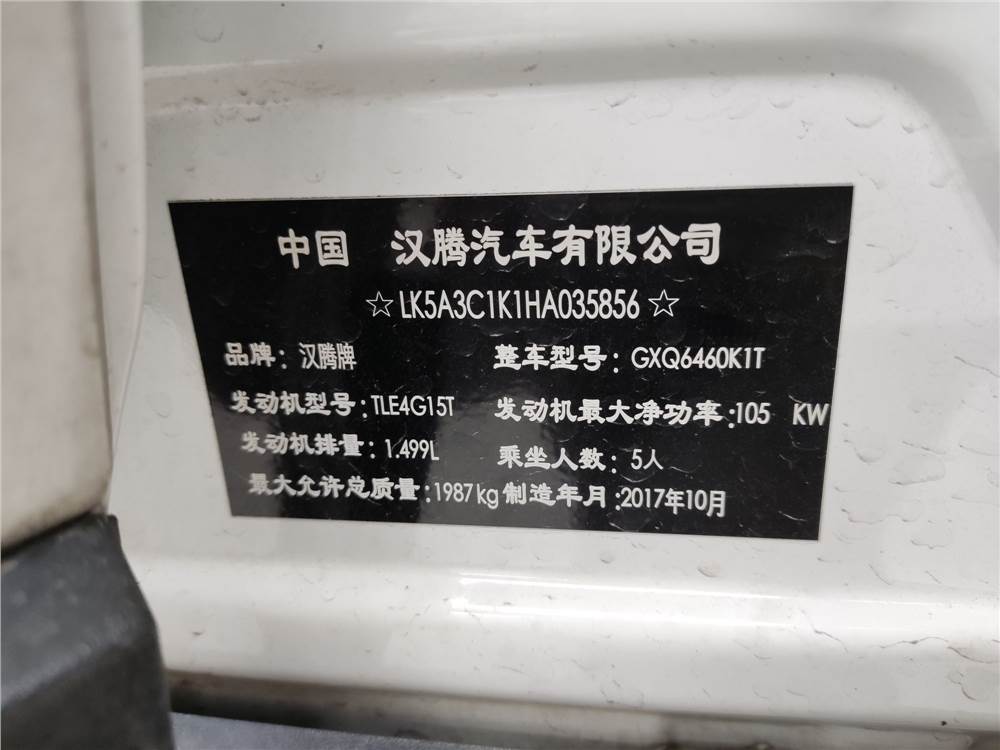 中国 汉腾汽车有限公司
☆LK5A3C1K1HA035856☆
品牌：汉腾牌 整车型号：GXQ6460K1T
发动机型号：TLE4G15T 发动机最大净功率：105 KW
发动机排量：1.499L 乘坐人数：5人
最大允许总质量：1987kg 制造年月：2017年10月